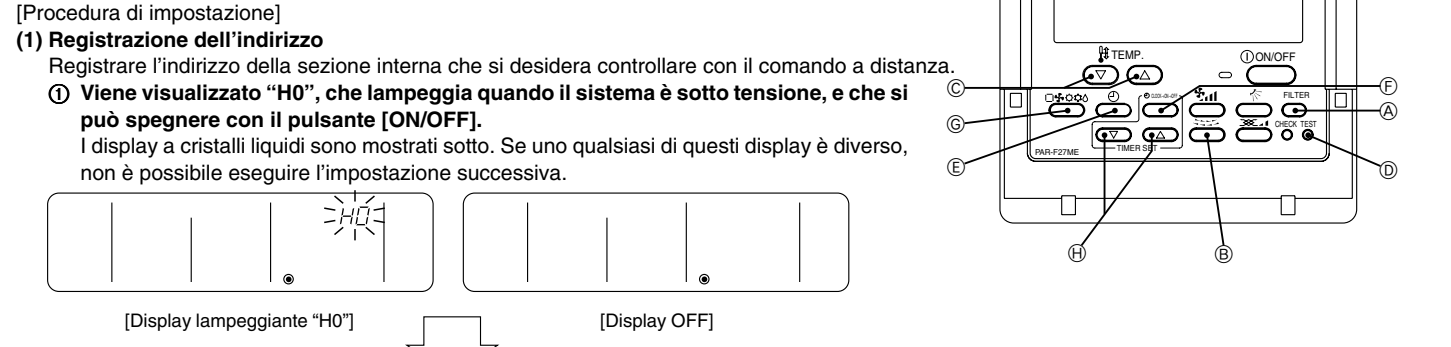 [Procedura di impostazione]
(1) Registrazione dell'indirizzo
Registrare l'indirizzo della sezione interna che si desidera controllare con il comando a distanza.
① Viene visualizzato “H0”, che lampeggia quando il sistema è sotto tensione, e che si
può spegnere con il pulsante [ON/OFF].
I display a cristalli liquidi sono mostrati sotto. Se uno qualsiasi di questi display è diverso,
non è possibile eseguire l'impostazione successiva.
H0
[Display lampeggiante “H0”]
[Display OFF]
TEMP.
ON/OFF
Ⓒ
Ⓕ
CLOCK→ON→OFF
FILTER
Ⓐ
Ⓖ
CHECK TEST
PAR-F27ME
TIMER SET
Ⓔ
Ⓓ
Ⓗ
Ⓑ